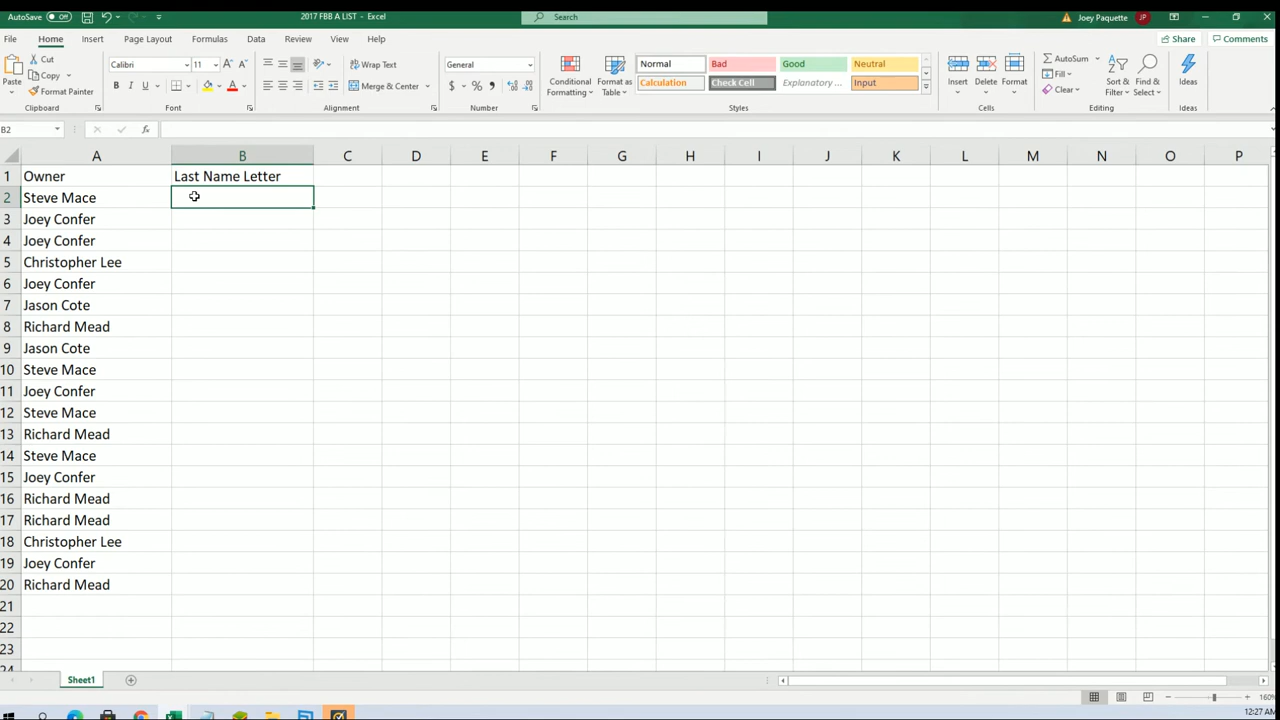 AutoSave Off 2017 FBB A LIST - Excel Search Joey Paquette JP
File Home Insert Page Layout Formulas Data Review View Help Share Comments
Paste Cut Copy Format Painter Clipboard
Calibri 11 B I U A Font
Wrap Text Merge & Center Alignment
General $ % Number
Conditional Formatting Format as Table
Normal Bad Good Neutral
Calculation Check Cell Explanatory ... Input
Styles
Insert Delete Format Cells
AutoSum Fill Clear Sort & Filter Find & Select Editing
Ideas Ideas
B2 fx
A B C D E F G H I J K L M N O P
1 Owner Last Name Letter
2 Steve Mace
3 Joey Confer
4 Joey Confer
5 Christopher Lee
6 Joey Confer
7 Jason Cote
8 Richard Mead
9 Jason Cote
10 Steve Mace
11 Joey Confer
12 Steve Mace
13 Richard Mead
14 Steve Mace
15 Joey Confer
16 Richard Mead
17 Richard Mead
18 Christopher Lee
19 Joey Confer
20 Richard Mead
21
22
23
24
Sheet1
160%
12:27 AM